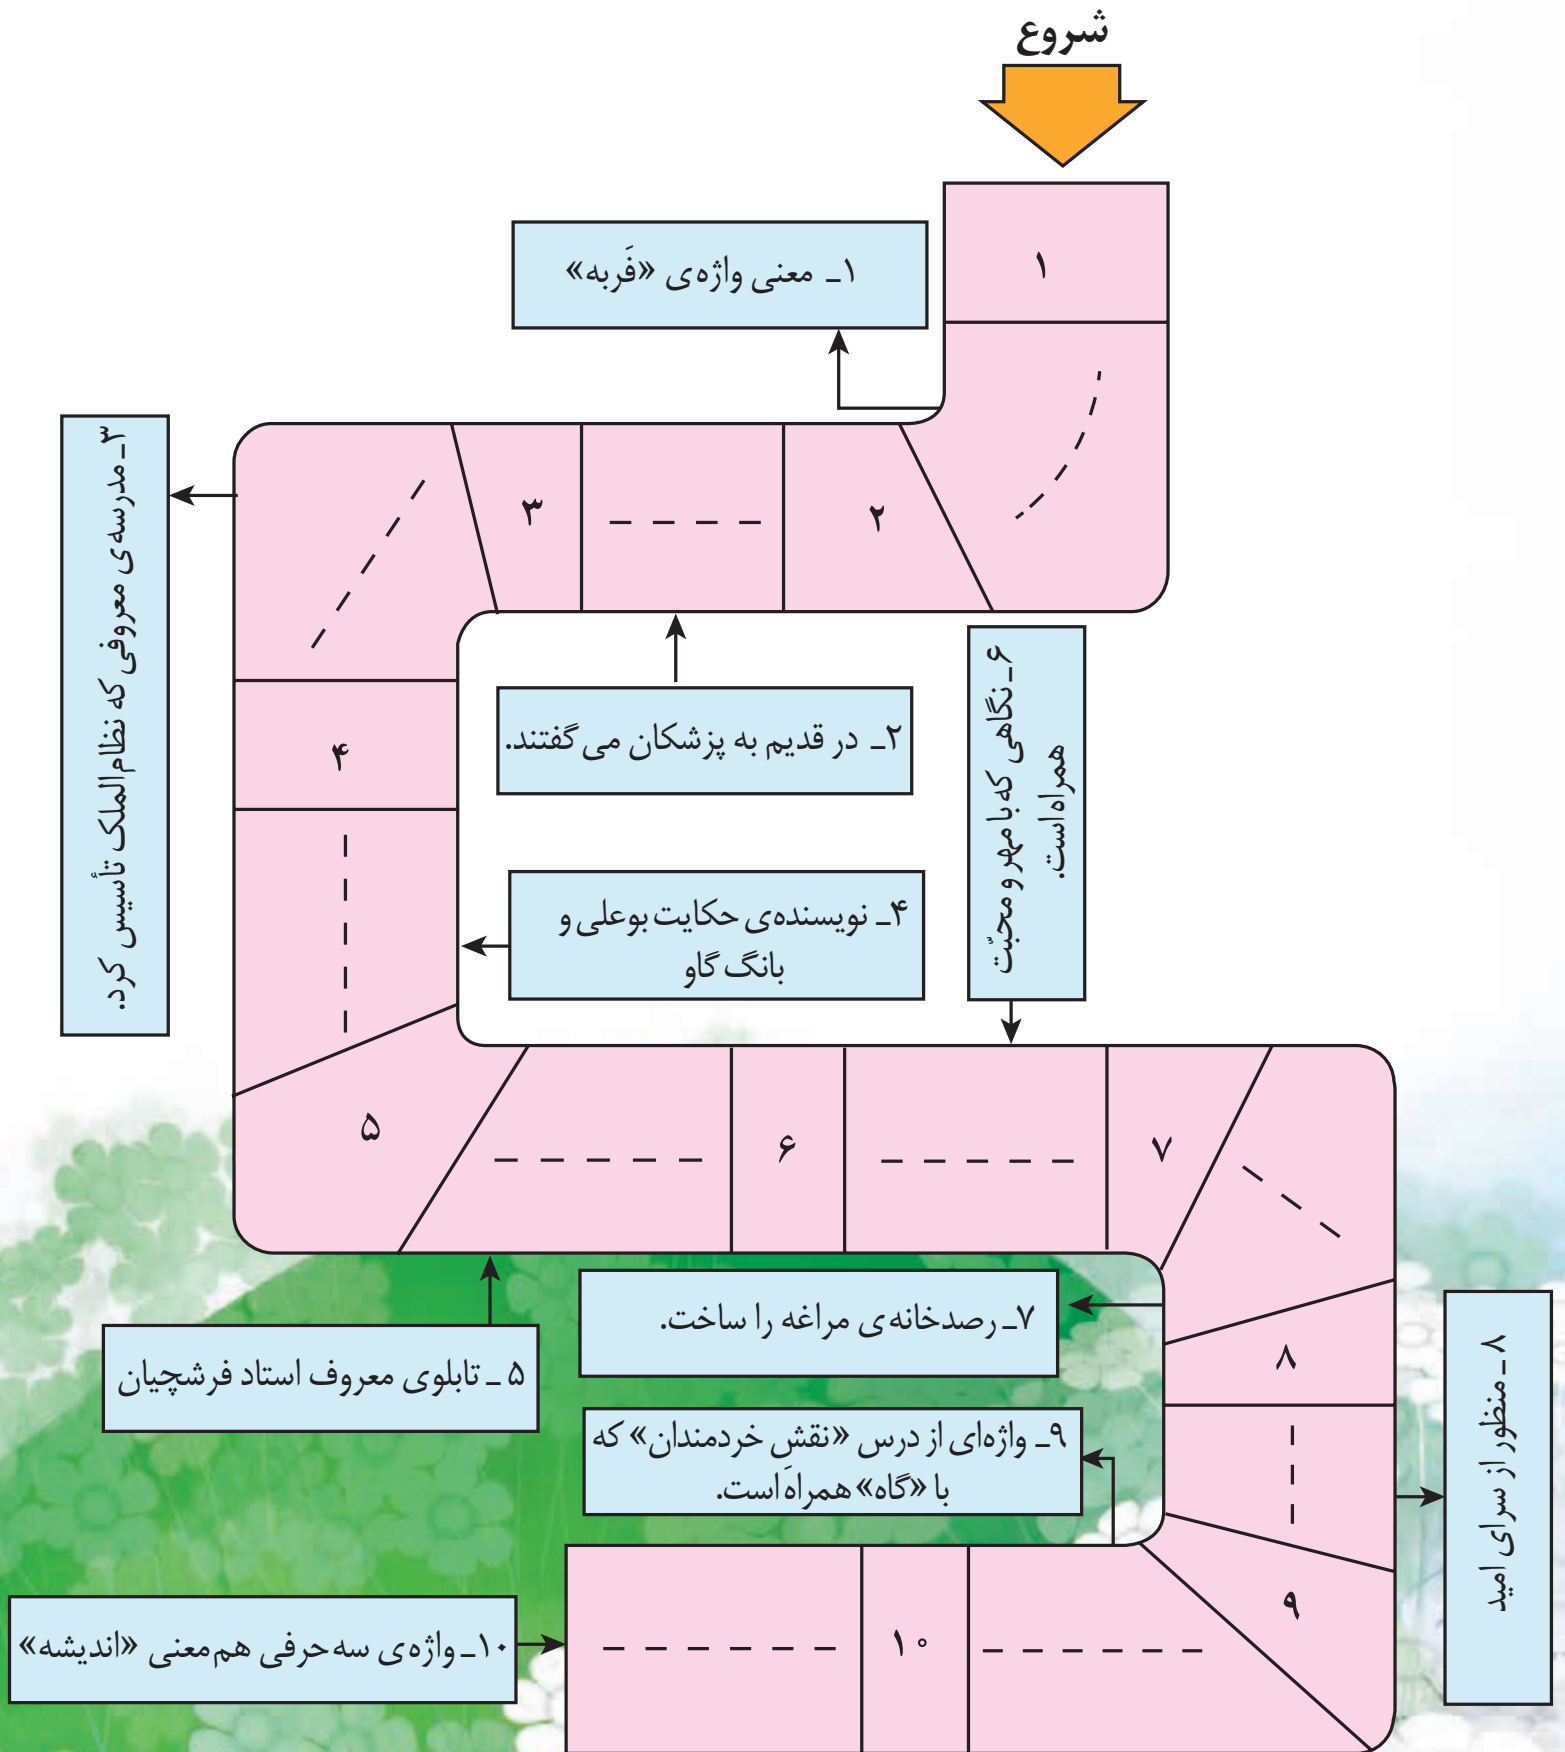 شروع
۱
۱ـ معنی واژه‌ی «فَربه»
۲
۳
۲ـ در قدیم به پزشکان می‌گفتند.
۳ـ مدرسه‌ی معروفی که نظام‌الملک تأسیس کرد.
۴
۴ـ نویسنده‌ی حکایت بوعلی و
بانگ گاو
۶ـ نگاهی که با مهر و محبّت
همراه است.
۵
۶
۷
۵ ـ تابلوی معروف استاد فرشچیان
۷ـ رصدخانه‌ی مراغه را ساخت.
۸
۸ ـ منظور از سرای امید
۹ـ واژه‌ای از درس «نقشِ خردمندان» که
با «گاه» همراه است.
۹
۱۰
۱۰ـ واژه‌ی سه حرفی هم معنی «اندیشه»